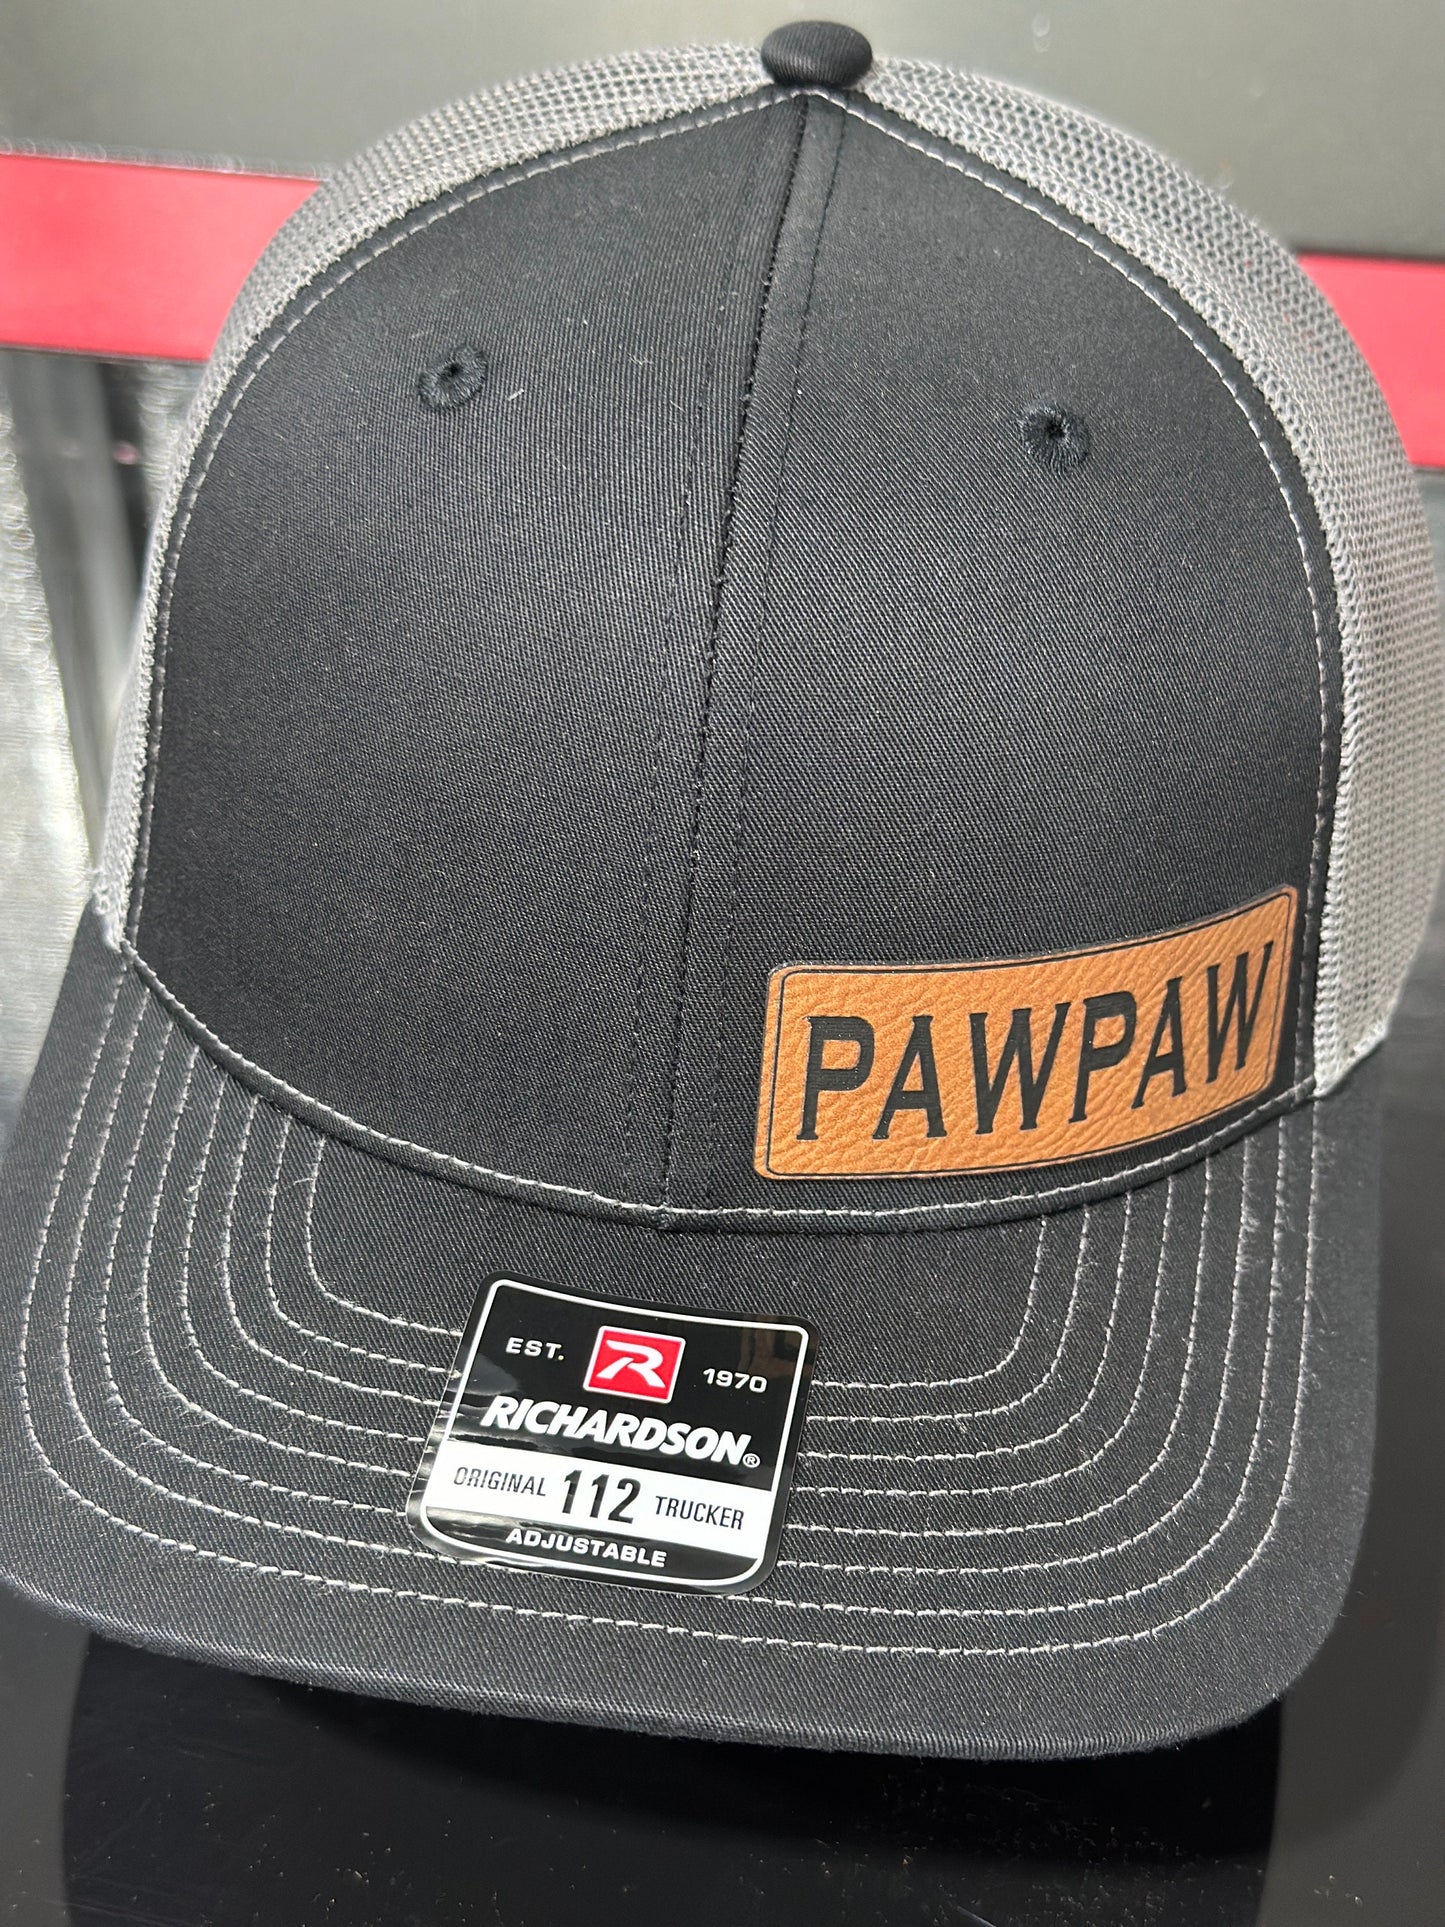 PAWPAW
EST. R 1970
RICHARDSON®
ORIGINAL 112 TRUCKER
ADJUSTABLE